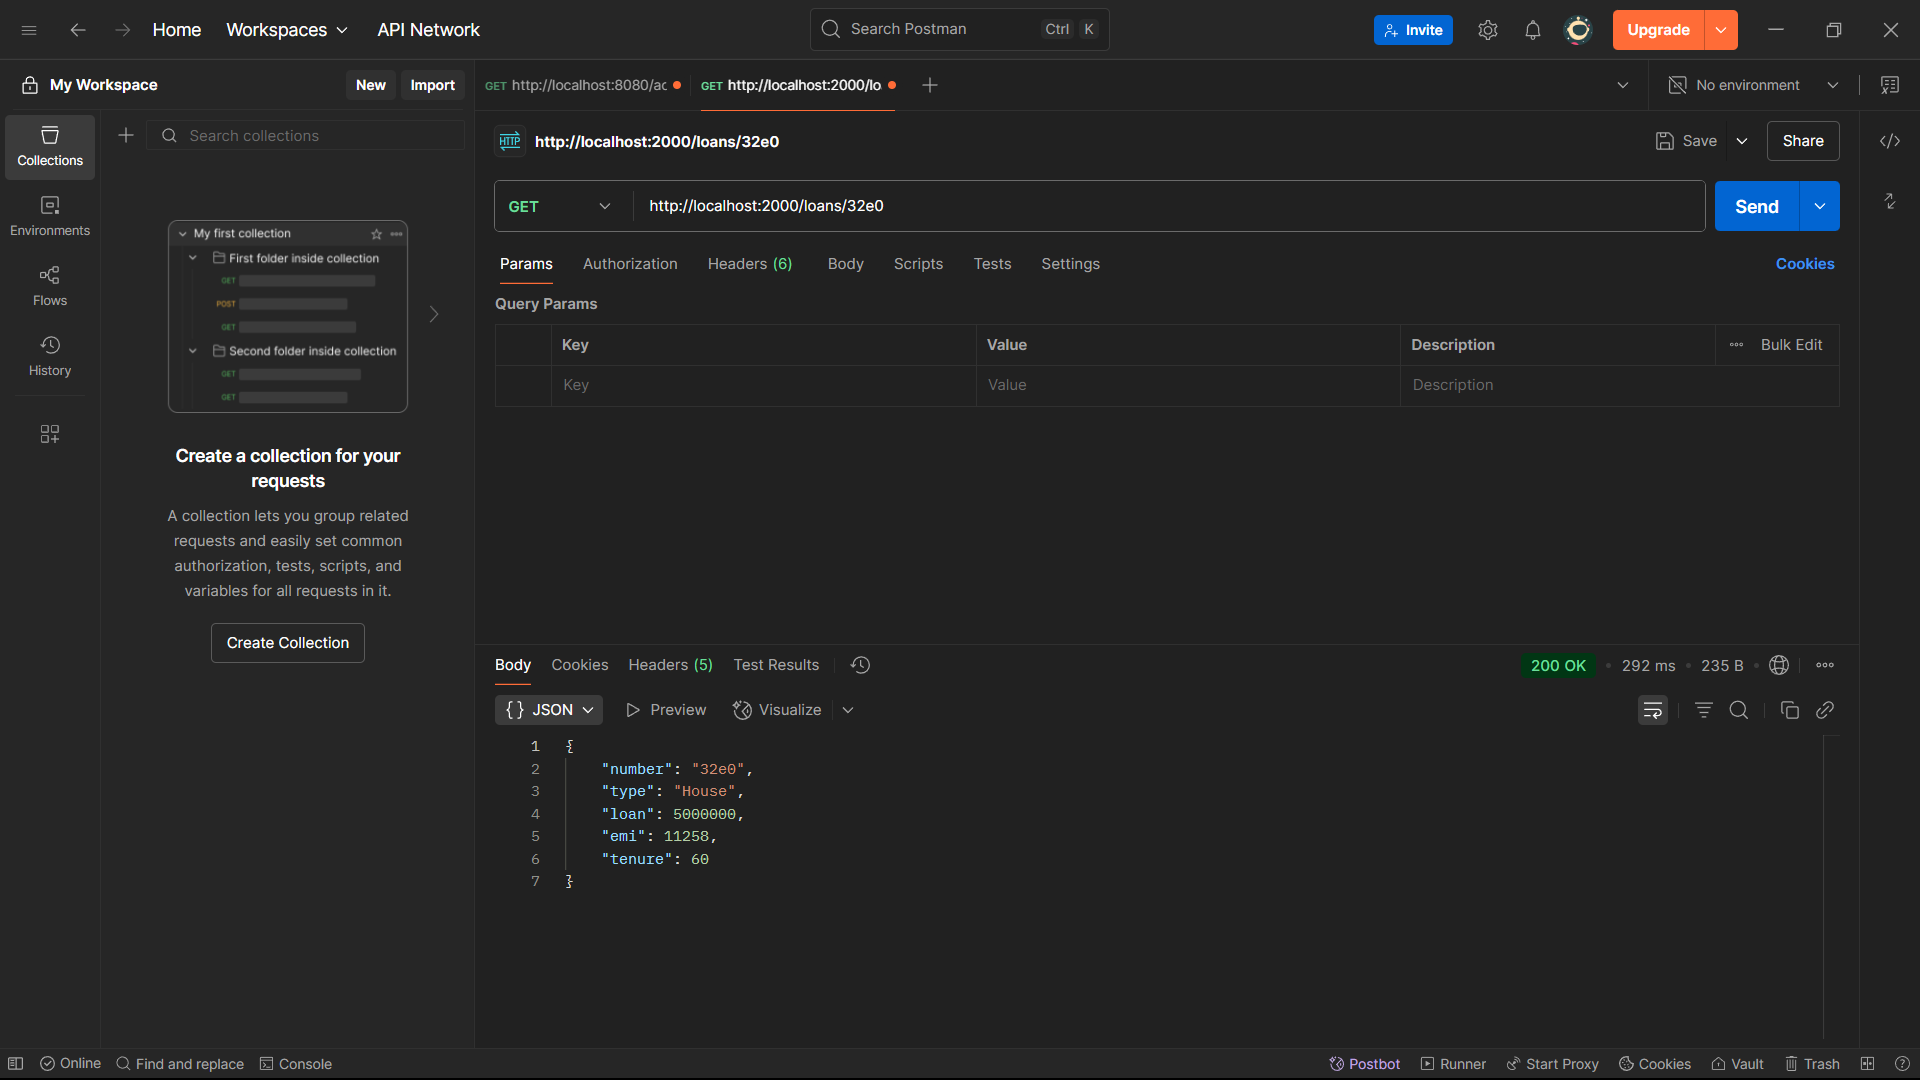 Home Workspaces API Network Search Postman Ctrl K Invite Upgrade
My Workspace New Import GET http://localhost:8080/ac GET http://localhost:2000/lo No environment
Collections
Search collections
HTTP http://localhost:2000/loans/32e0 Save Share
Environments
Flows
History
My first collection
First folder inside collection
GET
POST
GET
Second folder inside collection
GET
GET
Create a collection for your
requests
A collection lets you group related
requests and easily set common
authorization, tests, scripts, and
variables for all requests in it.
Create Collection
GET http://localhost:2000/loans/32e0 Send
Params Authorization Headers (6) Body Scripts Tests Settings Cookies
Query Params
Key Value Description Bulk Edit
Key Value Description
Body Cookies Headers (5) Test Results 200 OK 292 ms 235 B
{} JSON Preview Visualize
1 {
2 "number": "32e0",
3 "type": "House",
4 "loan": 5000000,
5 "emi": 11258,
6 "tenure": 60
7 }
Online Find and replace Console Postbot Runner Start Proxy Cookies Vault Trash